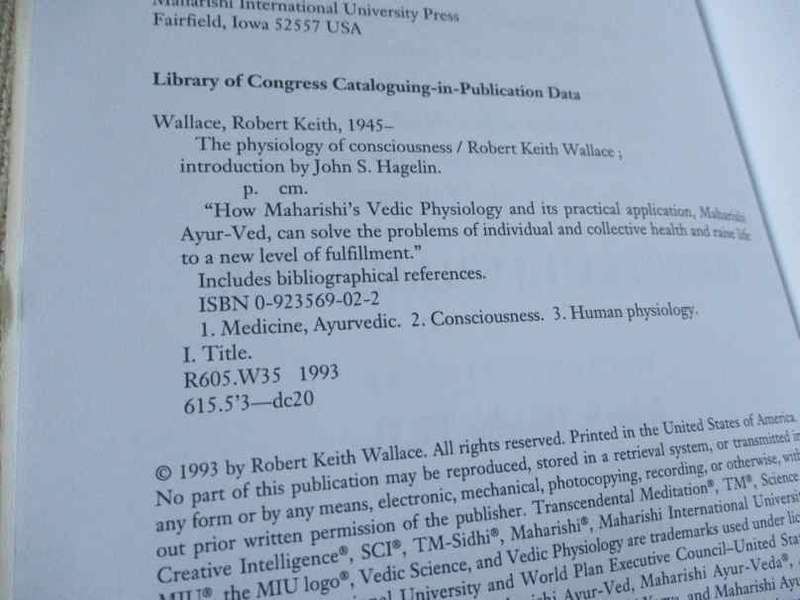 Maharishi International University Press
Fairfield, Iowa 52557 USA
Library of Congress Cataloguing-in-Publication Data
Wallace, Robert Keith, 1945–
The physiology of consciousness / Robert Keith Wallace ;
introduction by John S. Hagelin.
p. cm.
“How Maharishi’s Vedic Physiology and its practical application, Maharishi
Ayur-Ved, can solve the problems of individual and collective health and raise life
to a new level of fulfillment.”
Includes bibliographical references.
ISBN 0-923569-02-2
1. Medicine, Ayurvedic. 2. Consciousness. 3. Human physiology.
I. Title.
R605.W35 1993
615.5'3—dc20
© 1993 by Robert Keith Wallace. All rights reserved. Printed in the United States of America.
No part of this publication may be reproduced, stored in a retrieval system, or transmitted in
any form or by any means, electronic, mechanical, photocopying, recording, or otherwise, with-
out prior written permission of the publisher. Transcendental Meditation®, TM®, Science
Creative Intelligence®, SCI®, TM-Sidhi®, Maharishi®, Maharishi International
MIU®, the MIU logo®, Vedic Science, and Vedic Physiology are trademarks used under
University and World Plan Executive Council–United
Ayur-Ved, Maharishi Ayur-Veda®,